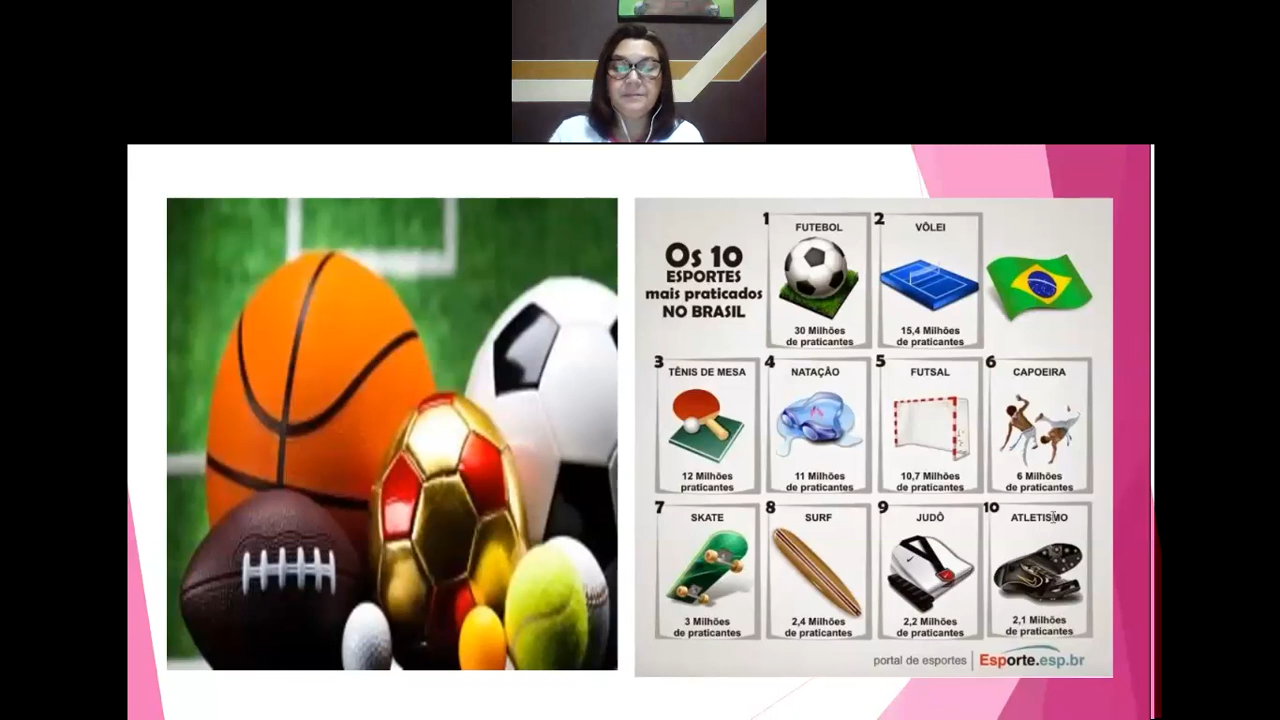 Os 10
ESPORTES
mais praticados
NO BRASIL
1
FUTEBOL
30 Milhões
de praticantes
2
VÔLEI
15,4 Milhões
de praticantes
3
TÊNIS DE MESA
12 Milhões
praticantes
4
NATAÇÃO
11 Milhões
de praticantes
5
FUTSAL
10,7 Milhões
de praticantes
6
CAPOEIRA
6 Milhões
de praticantes
7
SKATE
3 Milhões
de praticantes
8
SURF
2,4 Milhões
de praticantes
9
JUDÔ
2,2 Milhões
de praticantes
10
ATLETISMO
2,1 Milhões
de praticantes
portal de esportes | Esporte.esp.br